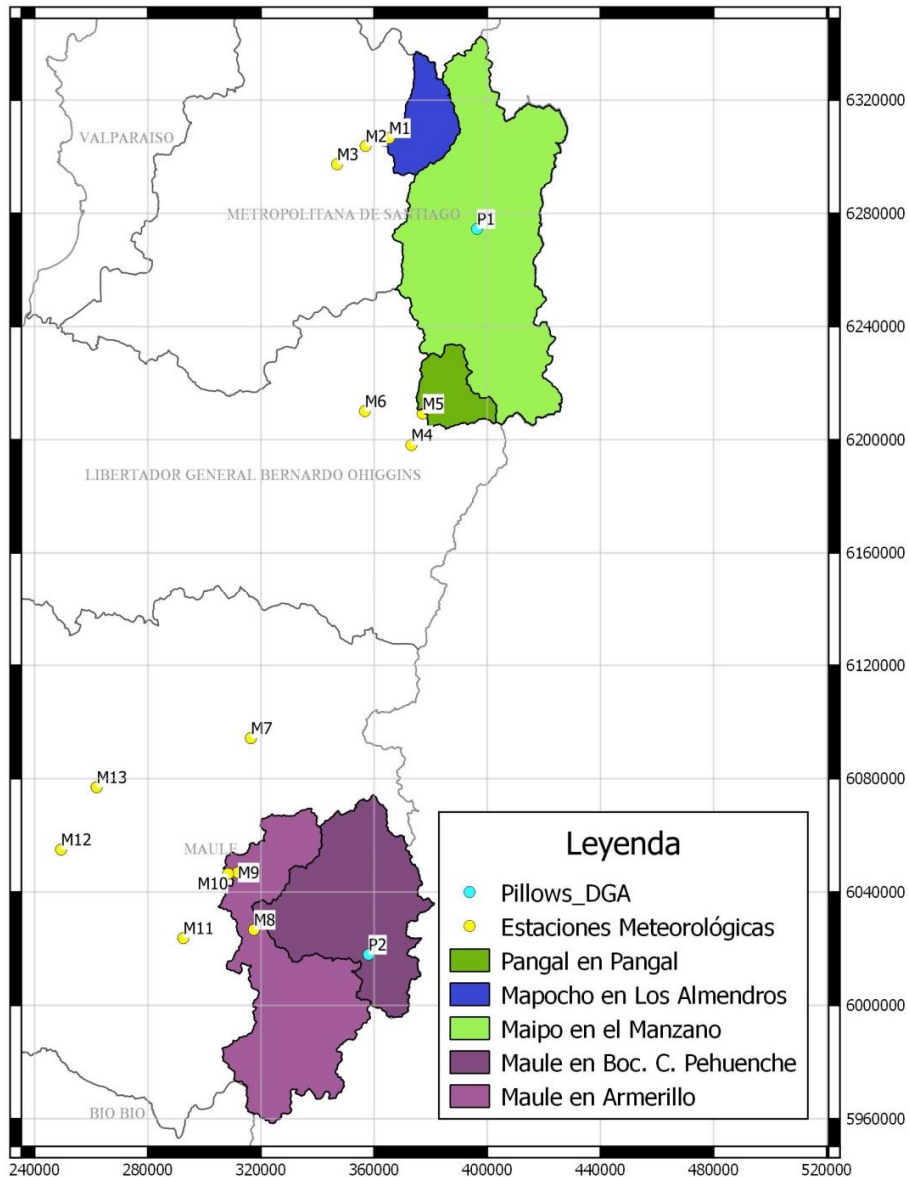 6320000
M1
M2
VALPARAISO
M3
METROPOLITANA DE SANTIAGO
P1
6280000
6240000
M6
M5
M4
6200000
LIBERTADOR GENERAL BERNARDO OHIGGINS
6160000
6120000
M7
M13
6080000
M12
MAULE
M9
M10
M11
M8
P2
6040000
6000000
BIO BIO
5960000
Leyenda
Pillows_DGA
Estaciones Meteorológicas
Pangal en Pangal
Mapocho en Los Almendros
Maipo en el Manzano
Maule en Boc. C. Pehuenche
Maule en Armerillo
240000 280000 320000 360000 400000 440000 480000 520000